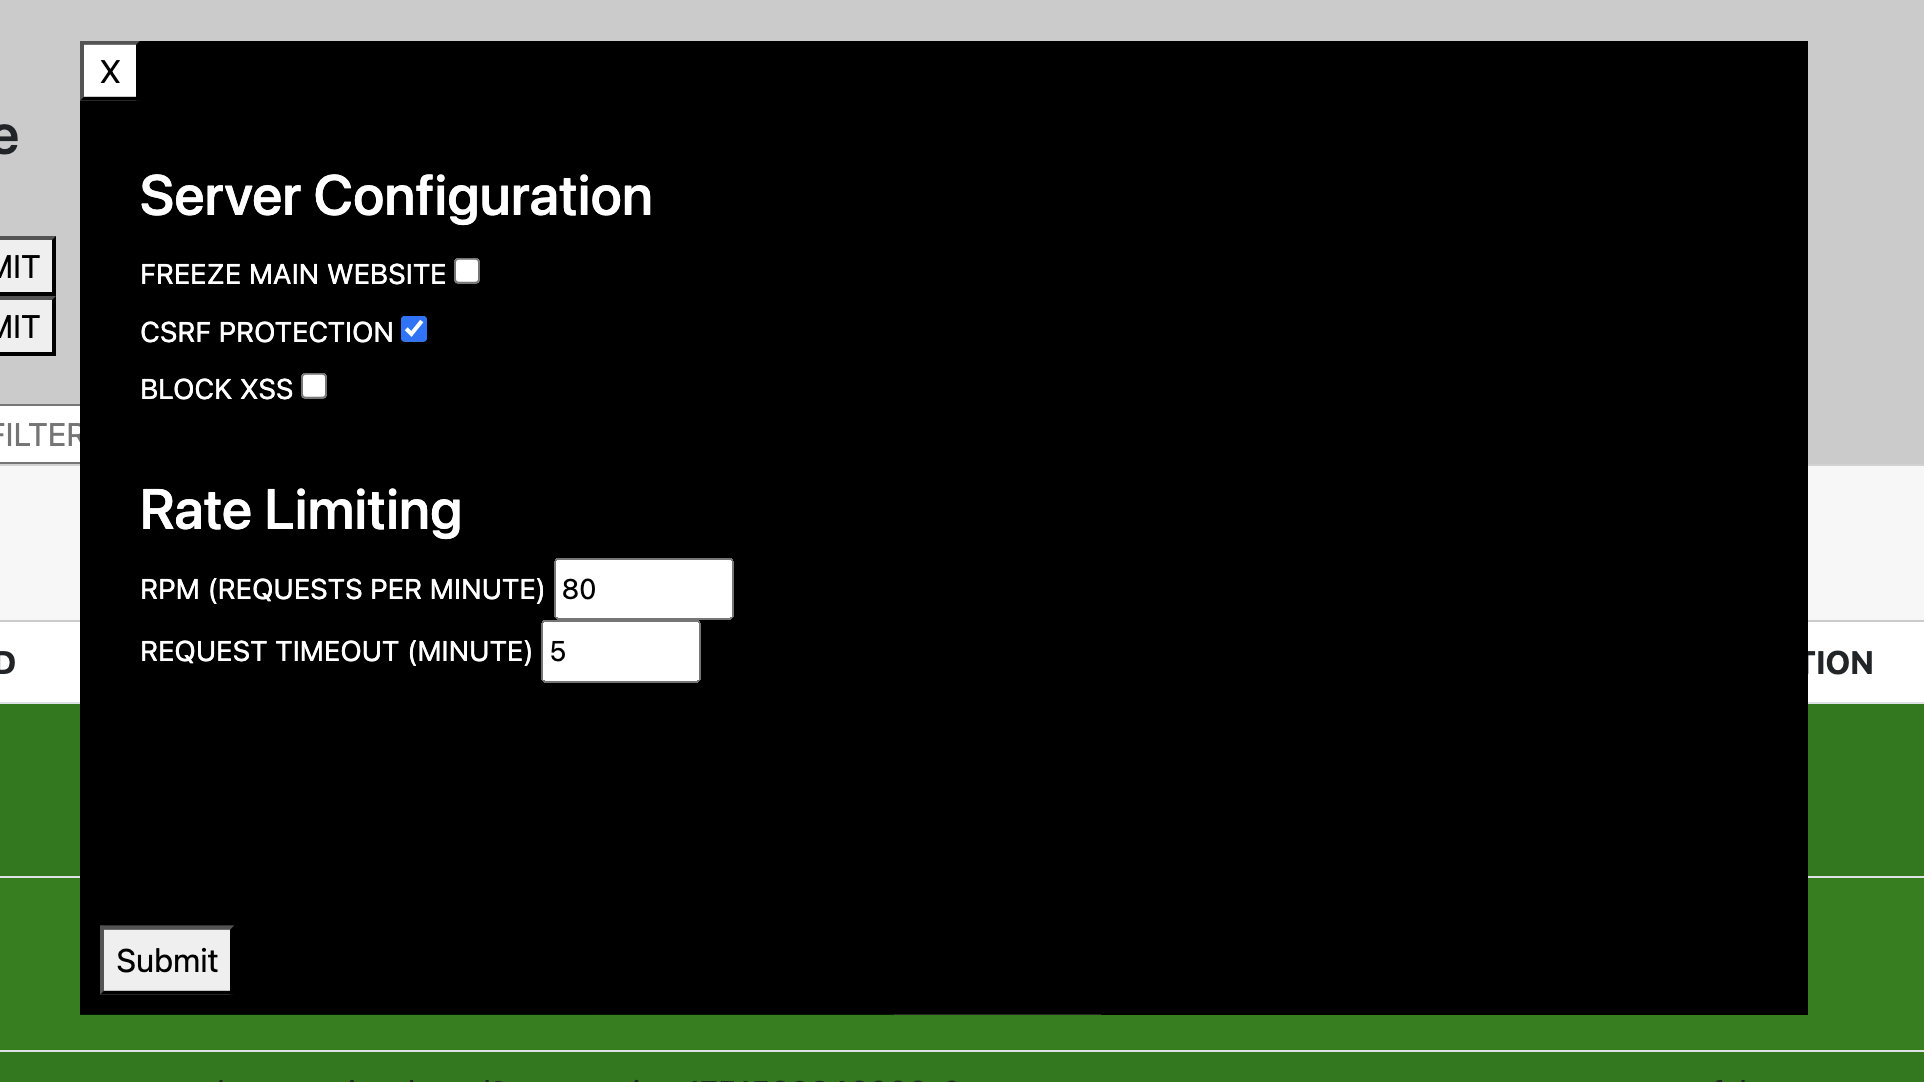 X
e
Server Configuration
MIT
FREEZE MAIN WEBSITE
MIT
CSRF PROTECTION
BLOCK XSS
FILTER
Rate Limiting
RPM (REQUESTS PER MINUTE) 80
REQUEST TIMEOUT (MINUTE) 5
D
TION
Submit